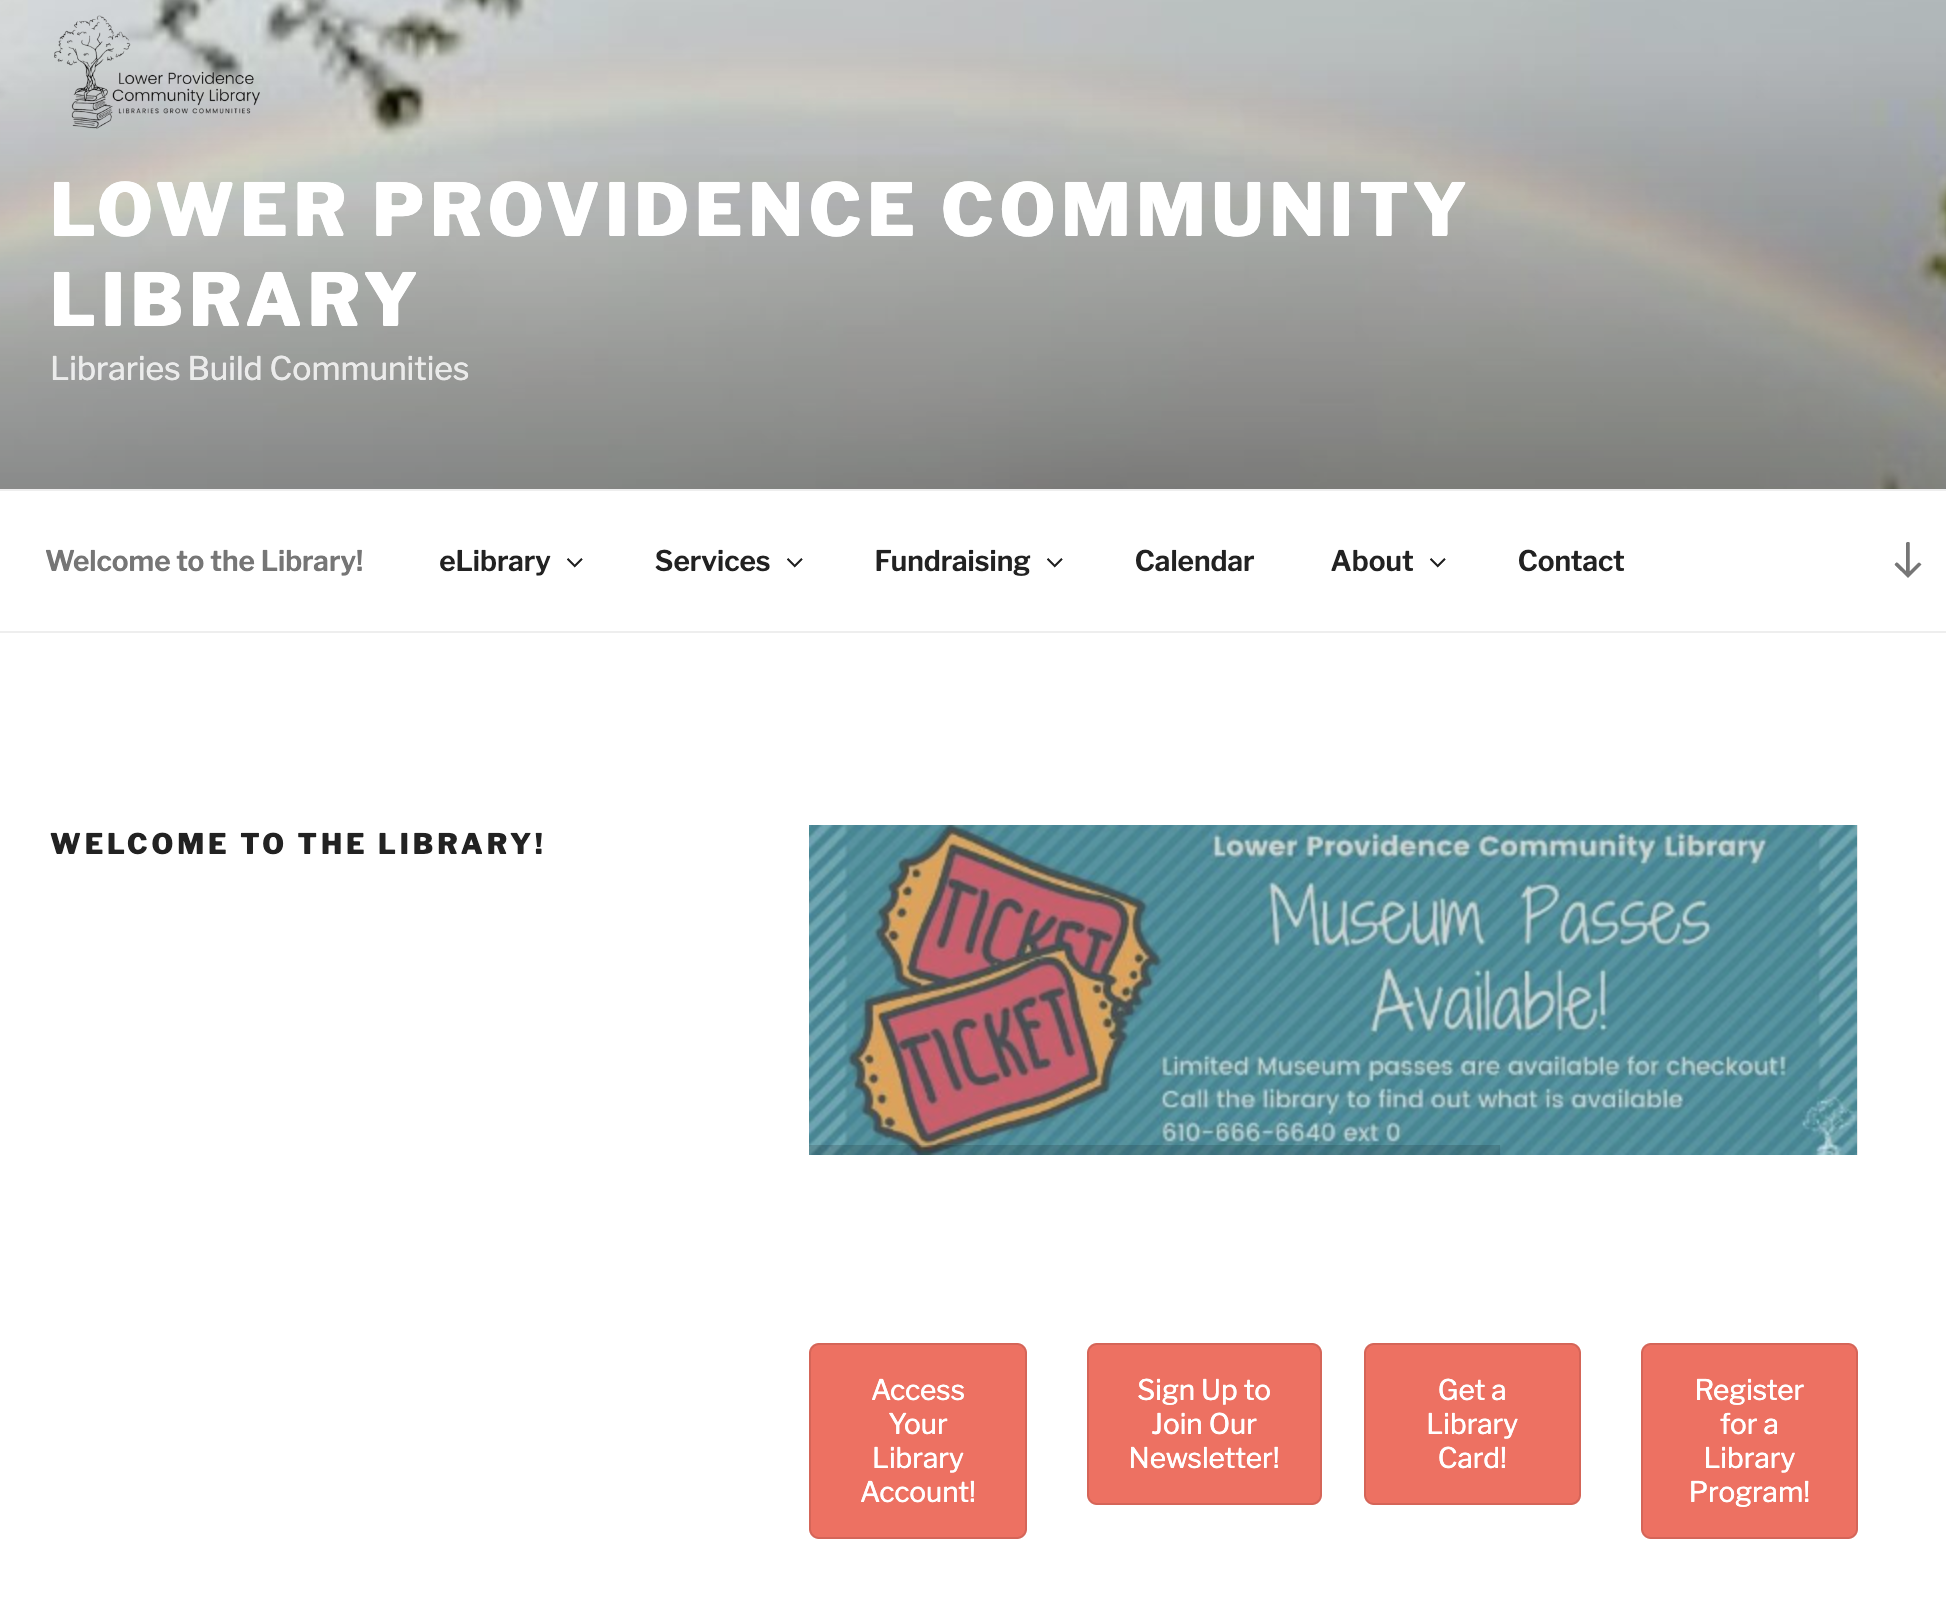 Lower Providence
Community Library
LIBRARIES GROW COMMUNITIES
LOWER PROVIDENCE COMMUNITY
LIBRARY
Libraries Build Communities
Welcome to the Library! eLibrary Services Fundraising Calendar About Contact
WELCOME TO THE LIBRARY!
Lower Providence Community Library
Museum Passes
Available!
TICKET
TICKET
Limited Museum passes are available for checkout!
Call the library to find out what is available
610-666-6640 ext 0
Access
Your
Library
Account!
Sign Up to
Join Our
Newsletter!
Get a
Library
Card!
Register
for a
Library
Program!